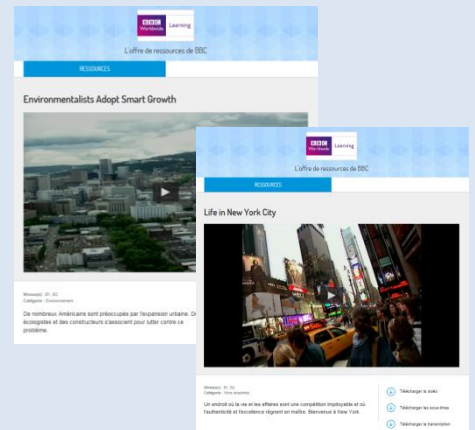 BBC
Worldwide
Learning
L'offre de ressources de BBC
RESSOURCES
Environmentalists Adopt Smart Growth
Niveau(x) : B1, B2
Catégorie : Environnement
De nombreux Américains sont préoccupés par l'expansion urbaine. D
écologistes et des constructeurs s'associent pour lutter contre ce
problème.
BBC
Worldwide
Learning
L'offre de ressources de BBC
RESSOURCES
Life in New York City
Niveau(x) : B1, B2
Un endroit où la vie et les affaires sont une compétition impitoyable et où
l'authenticité et l'excellence règnent en maître. Bienvenue à New York.
Télécharger la vidéo
Télécharger les sous-titres
Télécharger la transcription